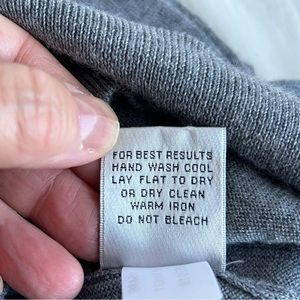 FOR BEST RESULTS
HAND WASH COOL
LAY FLAT TO DRY
OR DRY CLEAN
WARM IRON
DO NOT BLEACH